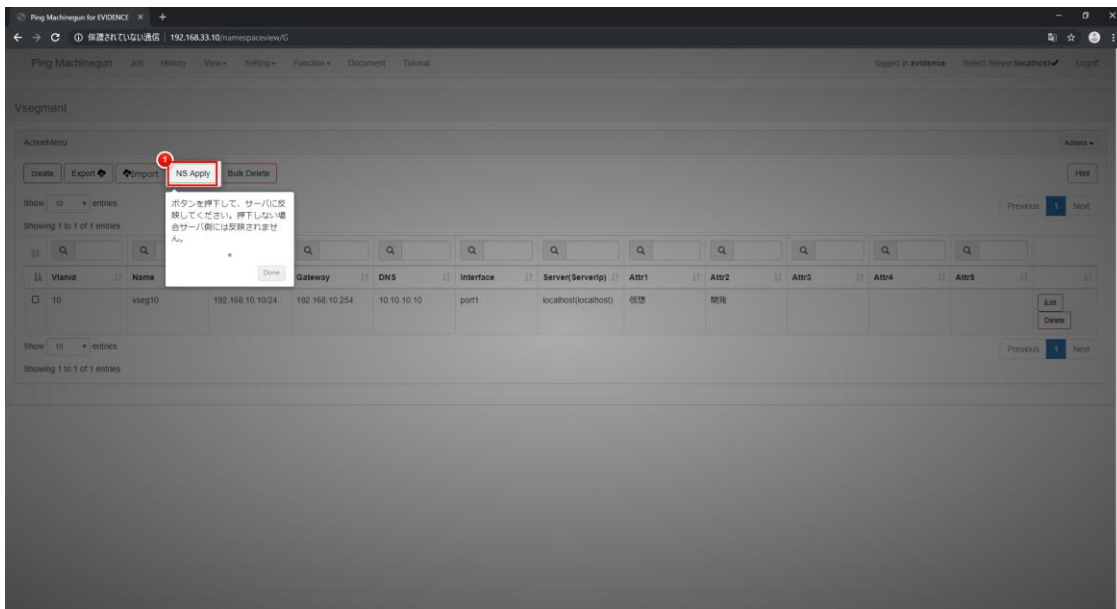 Ping Machinegun for EVIDENCE × +
保護されていない通信 | 192.168.33.10/namespaceview/G
Ping Machinegun Job History View Setting Function Document Tutorial logged in evidence Select Server localhost✔ Logoff
Vsegment
ActionMenu Actions
1
create Export Import NS Apply Bulk Delete Hint
ボタンを押下して、サーバに反
映してください。押下しない場
合サーバ側には反映されませ
ん。
Done
Show 10 entries Previous 1 Next
Showing 1 to 1 of 1 entries
Vlanid Name Gateway DNS Interface Server(Serverip) Attr1 Attr2 Attr3 Attr4 Attr5
10 vseg10 192.168.10.10/24 192.168.10.254 10.10.10.10 port1 localhost(localhost) 仮想 開発 Edit
Delete
Show 10 entries Previous 1 Next
Showing 1 to 1 of 1 entries